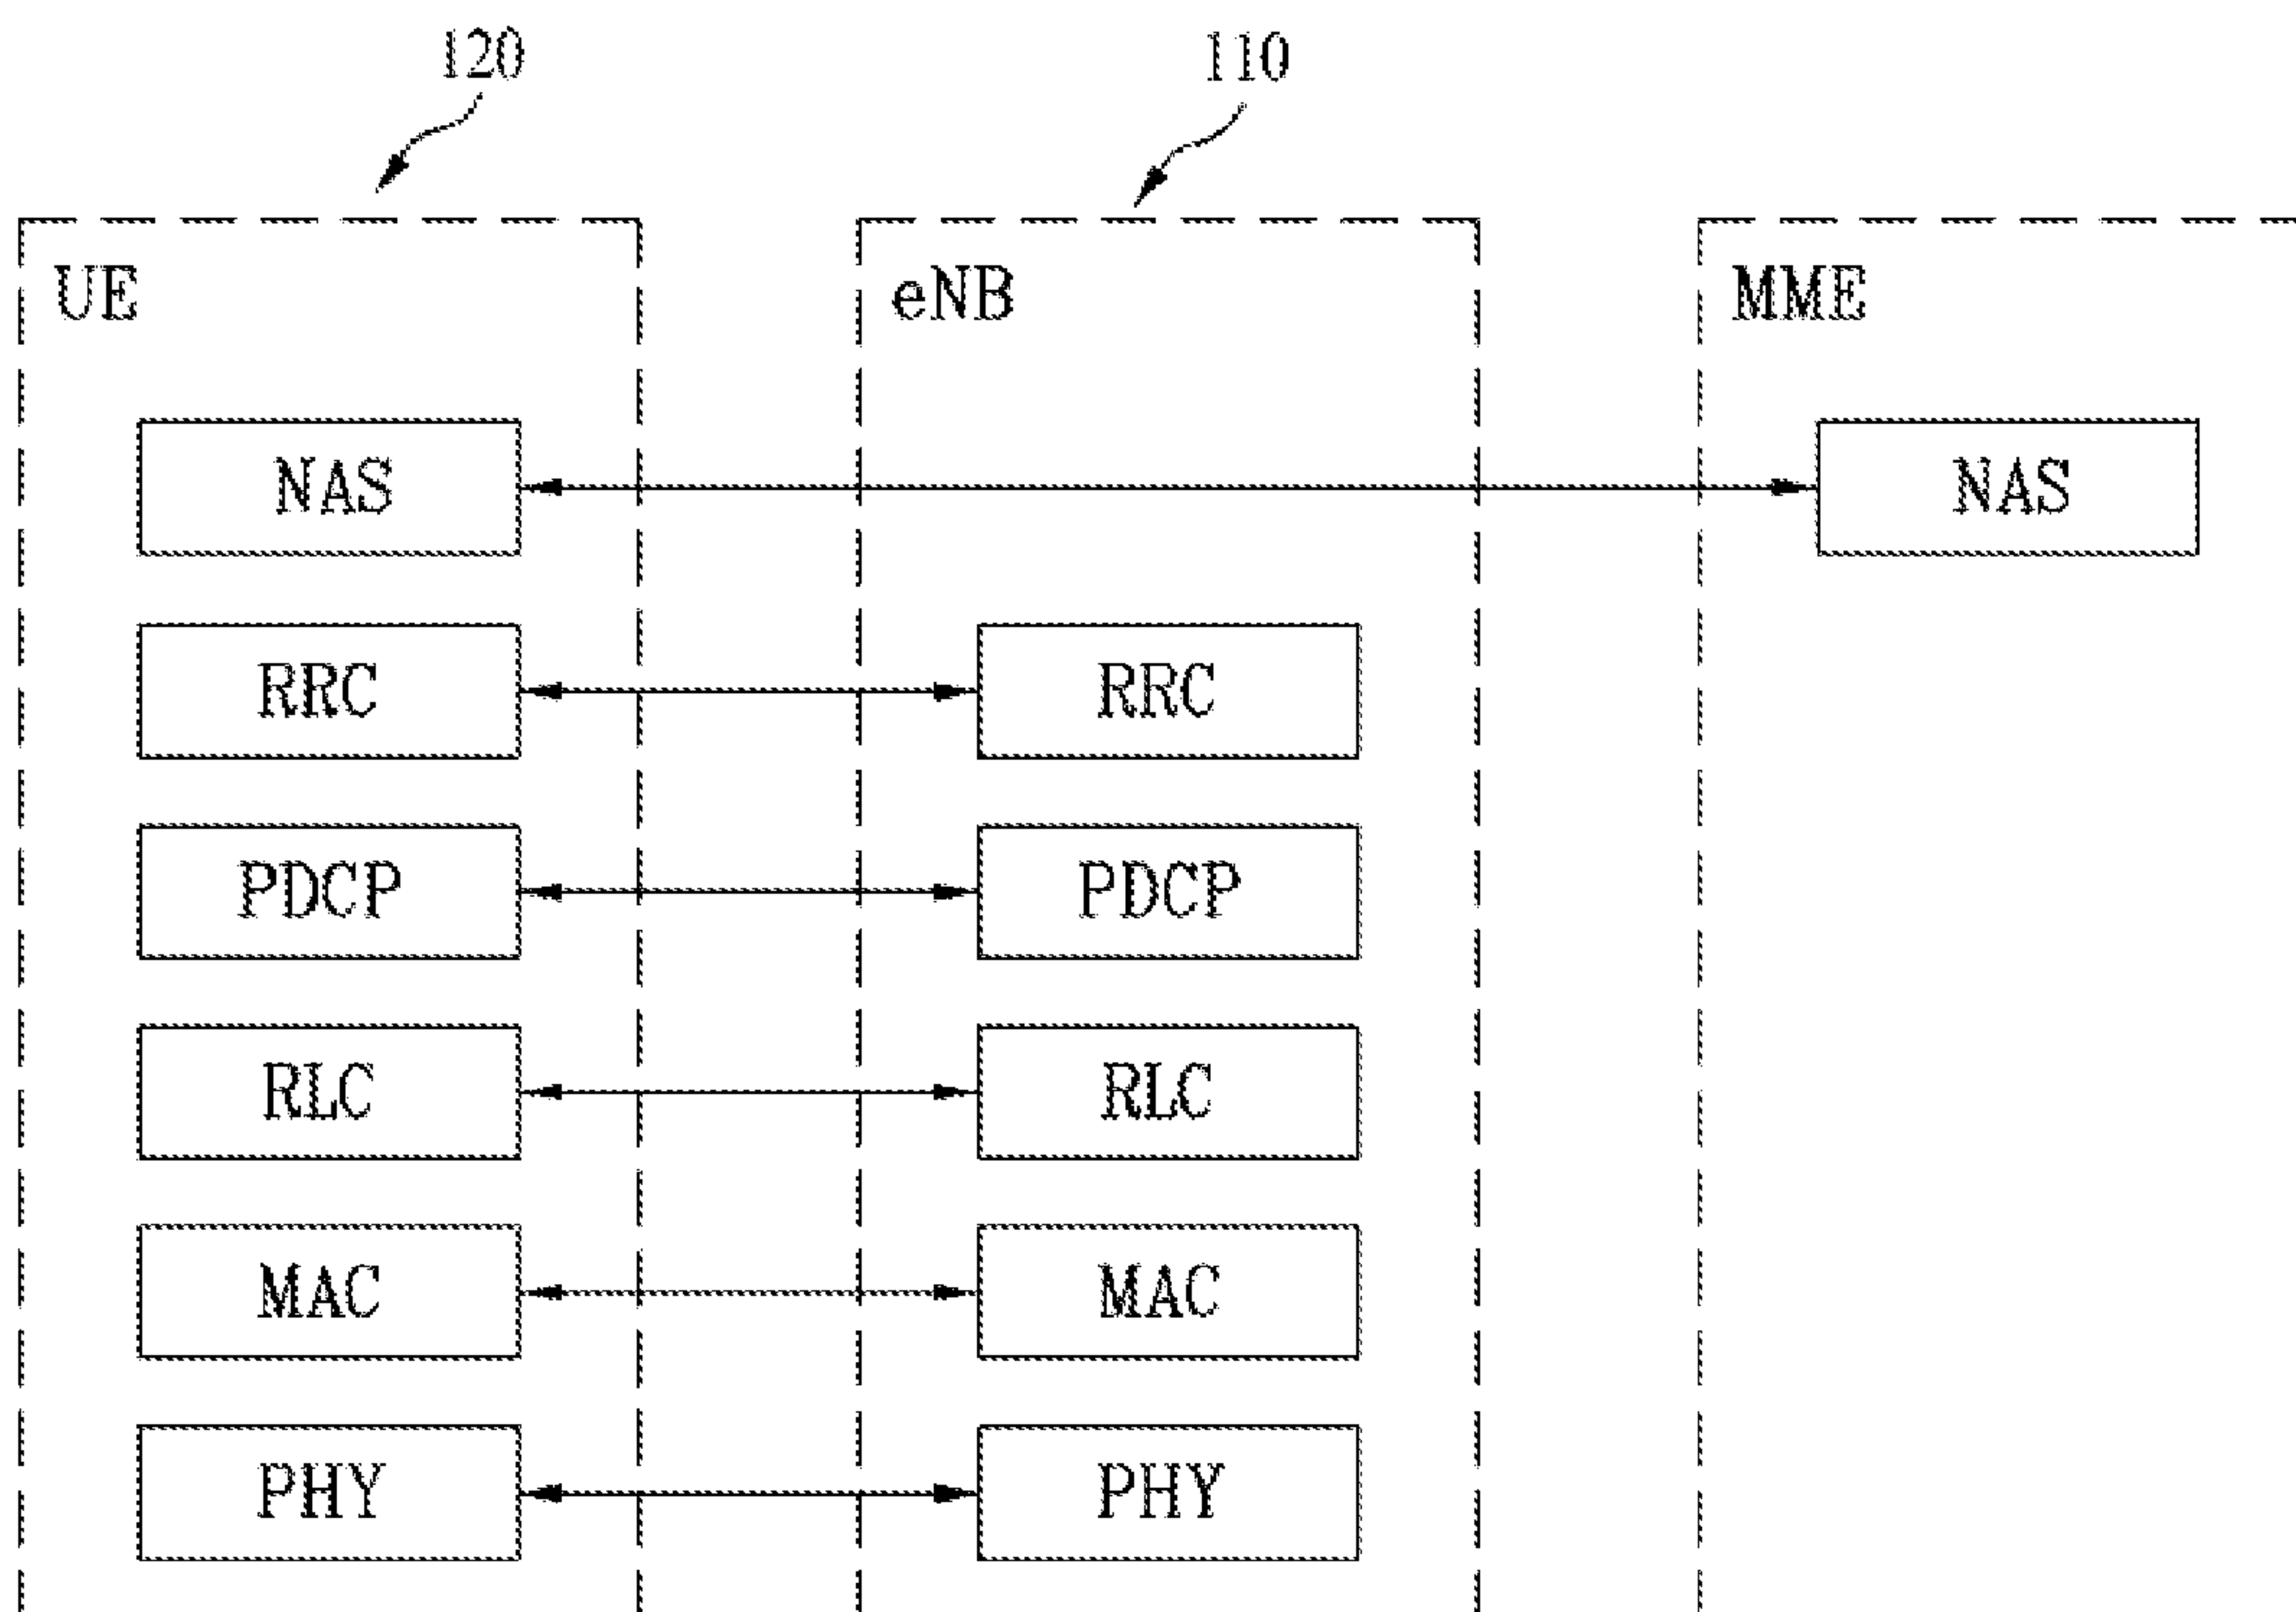 120 110
UE eNB MME
NAS NAS
RRC RRC
PDCP PDCP
RLC RLC
MAC MAC
PHY PHY